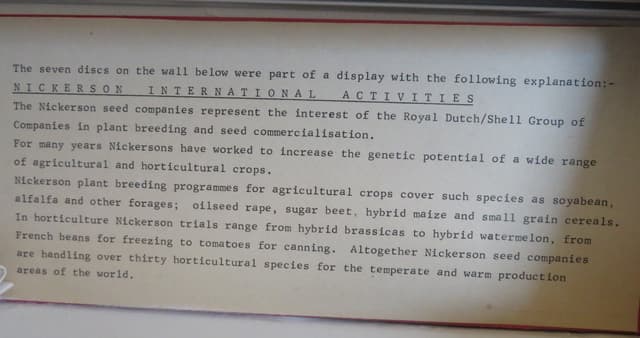 The seven discs on the wall below were part of a display with the following explanation:-
NICKERSON INTERNATIONAL ACTIVITIES
The Nickerson seed companies represent the interest of the Royal Dutch/Shell Group of
Companies in plant breeding and seed commercialisation.
For many years Nickersons have worked to increase the genetic potential of a wide range
of agricultural and horticultural crops.
Nickerson plant breeding programmes for agricultural crops cover such species as soyabean,
alfalfa and other forages; oilseed rape, sugar beet, hybrid maize and small grain cereals.
In horticulture Nickerson trials range from hybrid brassicas to hybrid watermelon, from
French beans for freezing to tomatoes for canning. Altogether Nickerson seed companies
are handling over thirty horticultural species for the temperate and warm production
areas of the world.